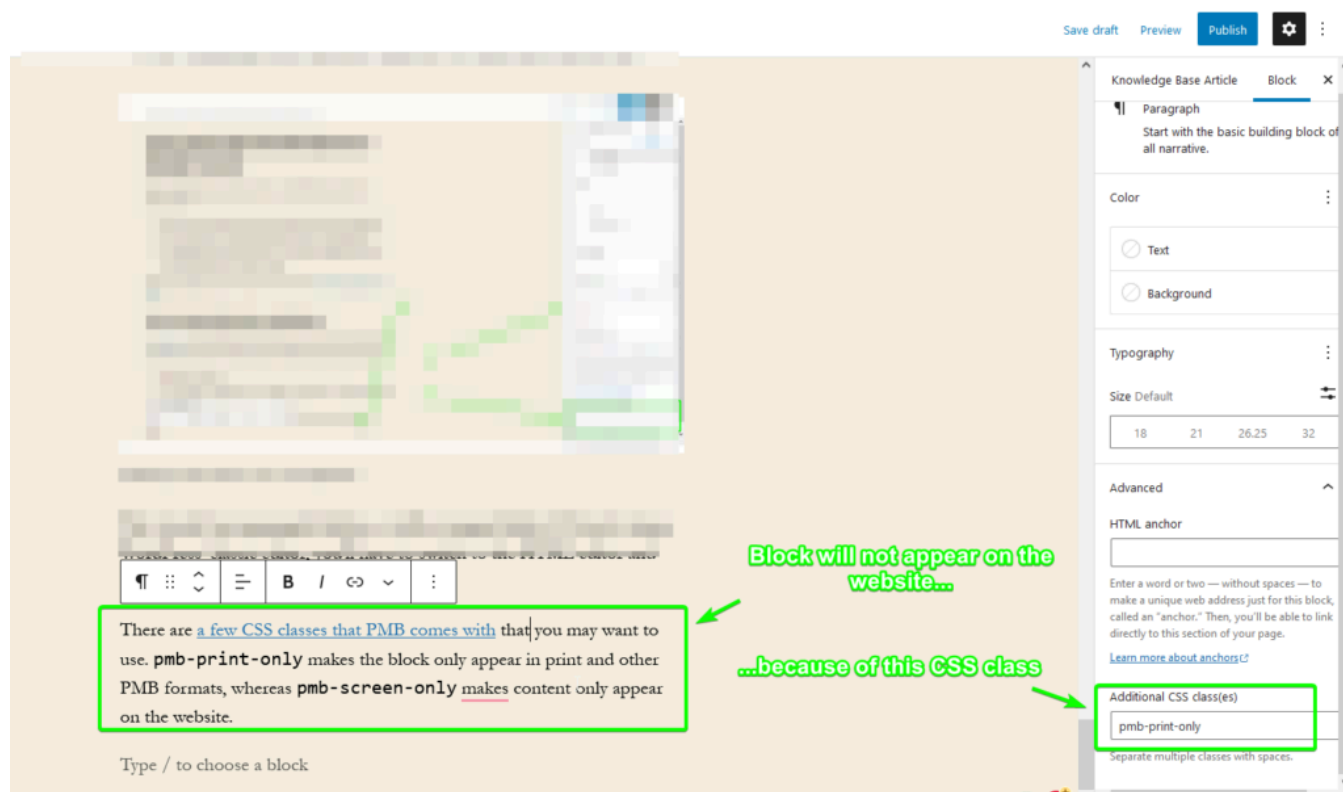 Save draft Preview Publish
Knowledge Base Article Block
Paragraph
Start with the basic building block of
all narrative.
Color
Text
Background
Typography
Size Default
18 21 26.25 32
Advanced
HTML anchor
Enter a word or two — without spaces — to
make a unique web address just for this block,
called an "anchor." Then, you'll be able to link
directly to this section of your page.
Learn more about anchors
Additional CSS class(es)
pmb-print-only
Separate multiple classes with spaces.
B I
There are a few CSS classes that PMB comes with that you may want to
use. pmb-print-only makes the block only appear in print and other
PMB formats, whereas pmb-screen-only makes content only appear
on the website.
Type / to choose a block
Block will not appear on the
website...
...because of this CSS class